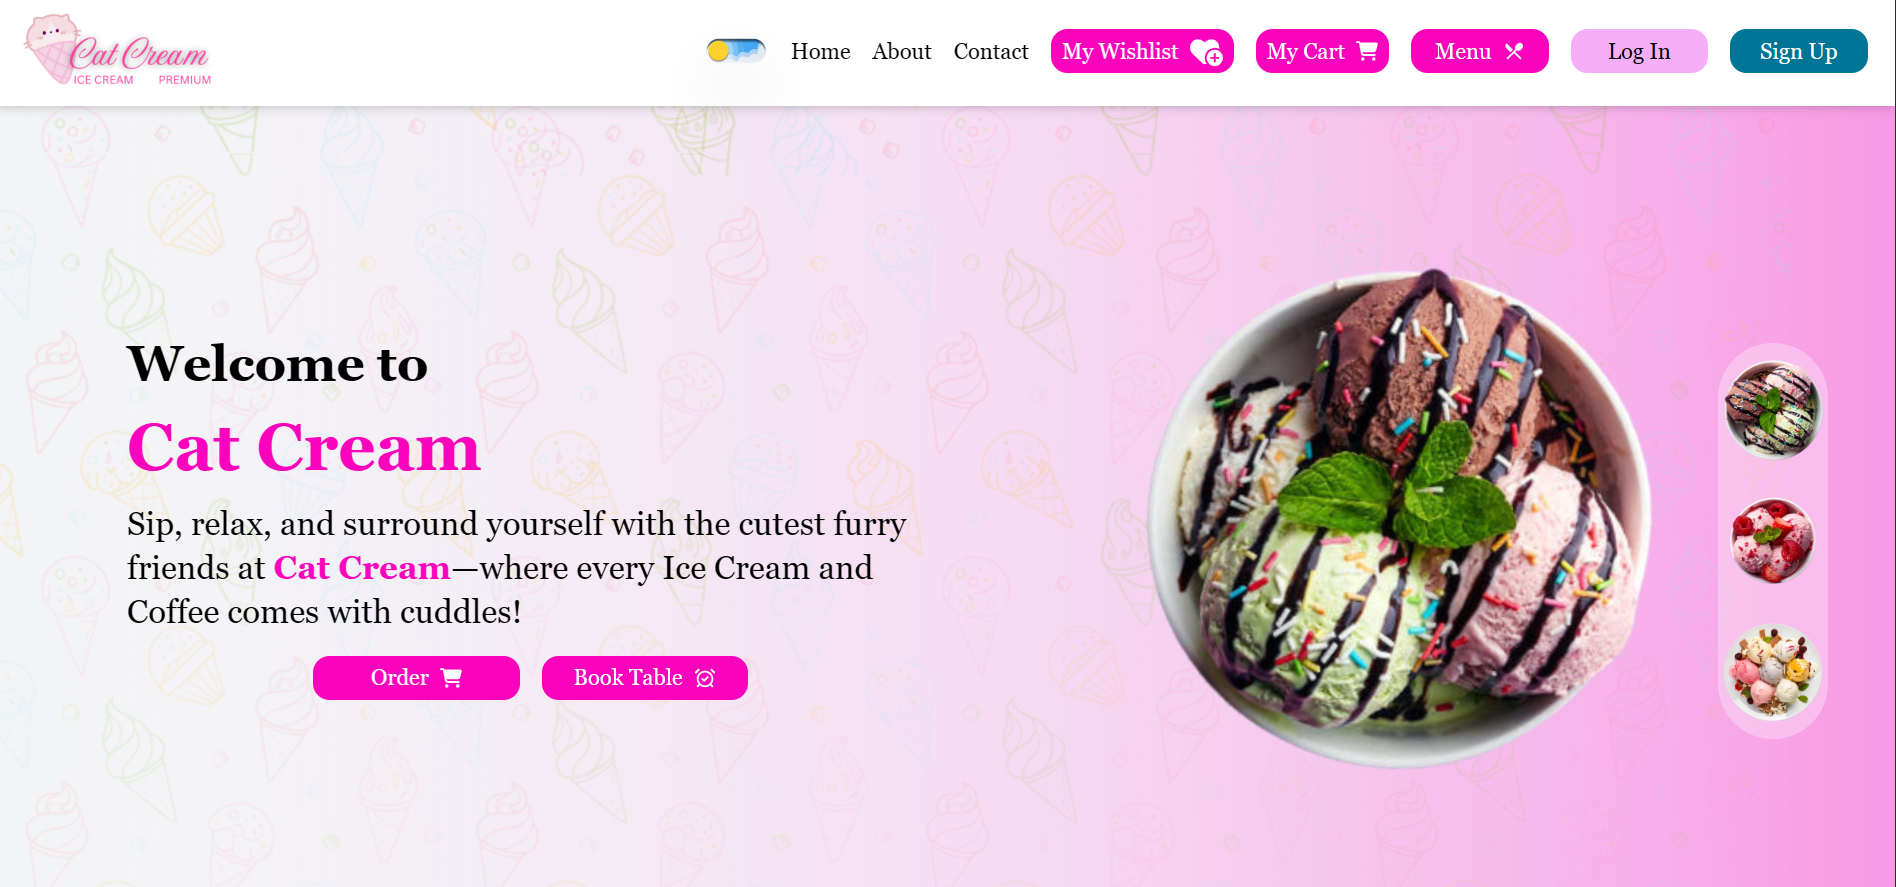 Cat Cream
ICE CREAM PREMIUM
Home About Contact My Wishlist My Cart Menu Log In Sign Up
Welcome to
Cat Cream
Sip, relax, and surround yourself with the cutest furry
friends at Cat Cream—where every Ice Cream and
Coffee comes with cuddles!
Order Book Table